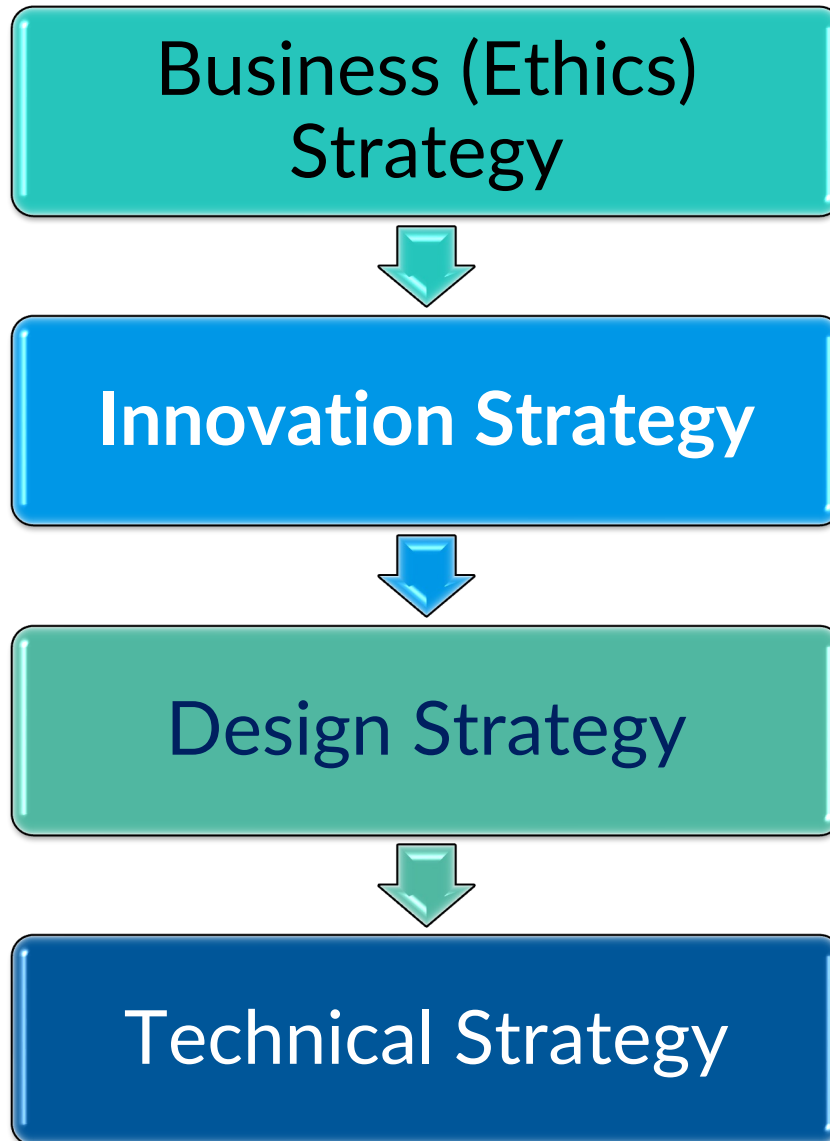 Business (Ethics)
Strategy
Innovation Strategy
Design Strategy
Technical Strategy